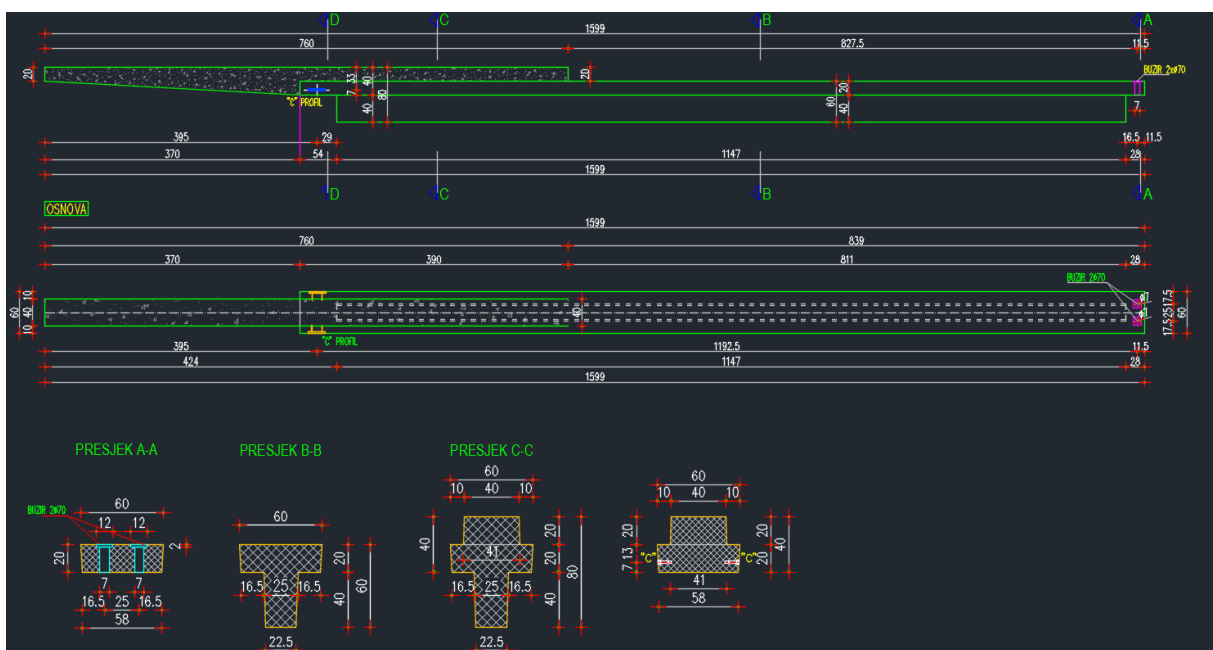 D C B A
1599
760 827.5 11.5
20 33 40 20 BUZIR 2xø70
7 80 60 20
"C" PROFIL 40 40 7
395 29 16.5 11.5
370 54 1147 28
1599
D C B A
OSNOVA
1599
760 839
370 390 811 28
BUZIR 2ø70
60 10 40 10 40 17.5 25 17.5 60
"C" PROFIL
395 1192.5 11.5
424 1147 28
1599
PRESJEK A-A PRESJEK B-B PRESJEK C-C
60 60
60 10 40 10 10 40 10
BUZIR 2ø70
12 12 60
20 2 20 40 41 20 20 20 40
60 80 "C" "C" 13 7 20
7 7
16.5 25 16.5 16.5 25 16.5 40 16.5 25 16.5 40 41
58 58
22.5 22.5